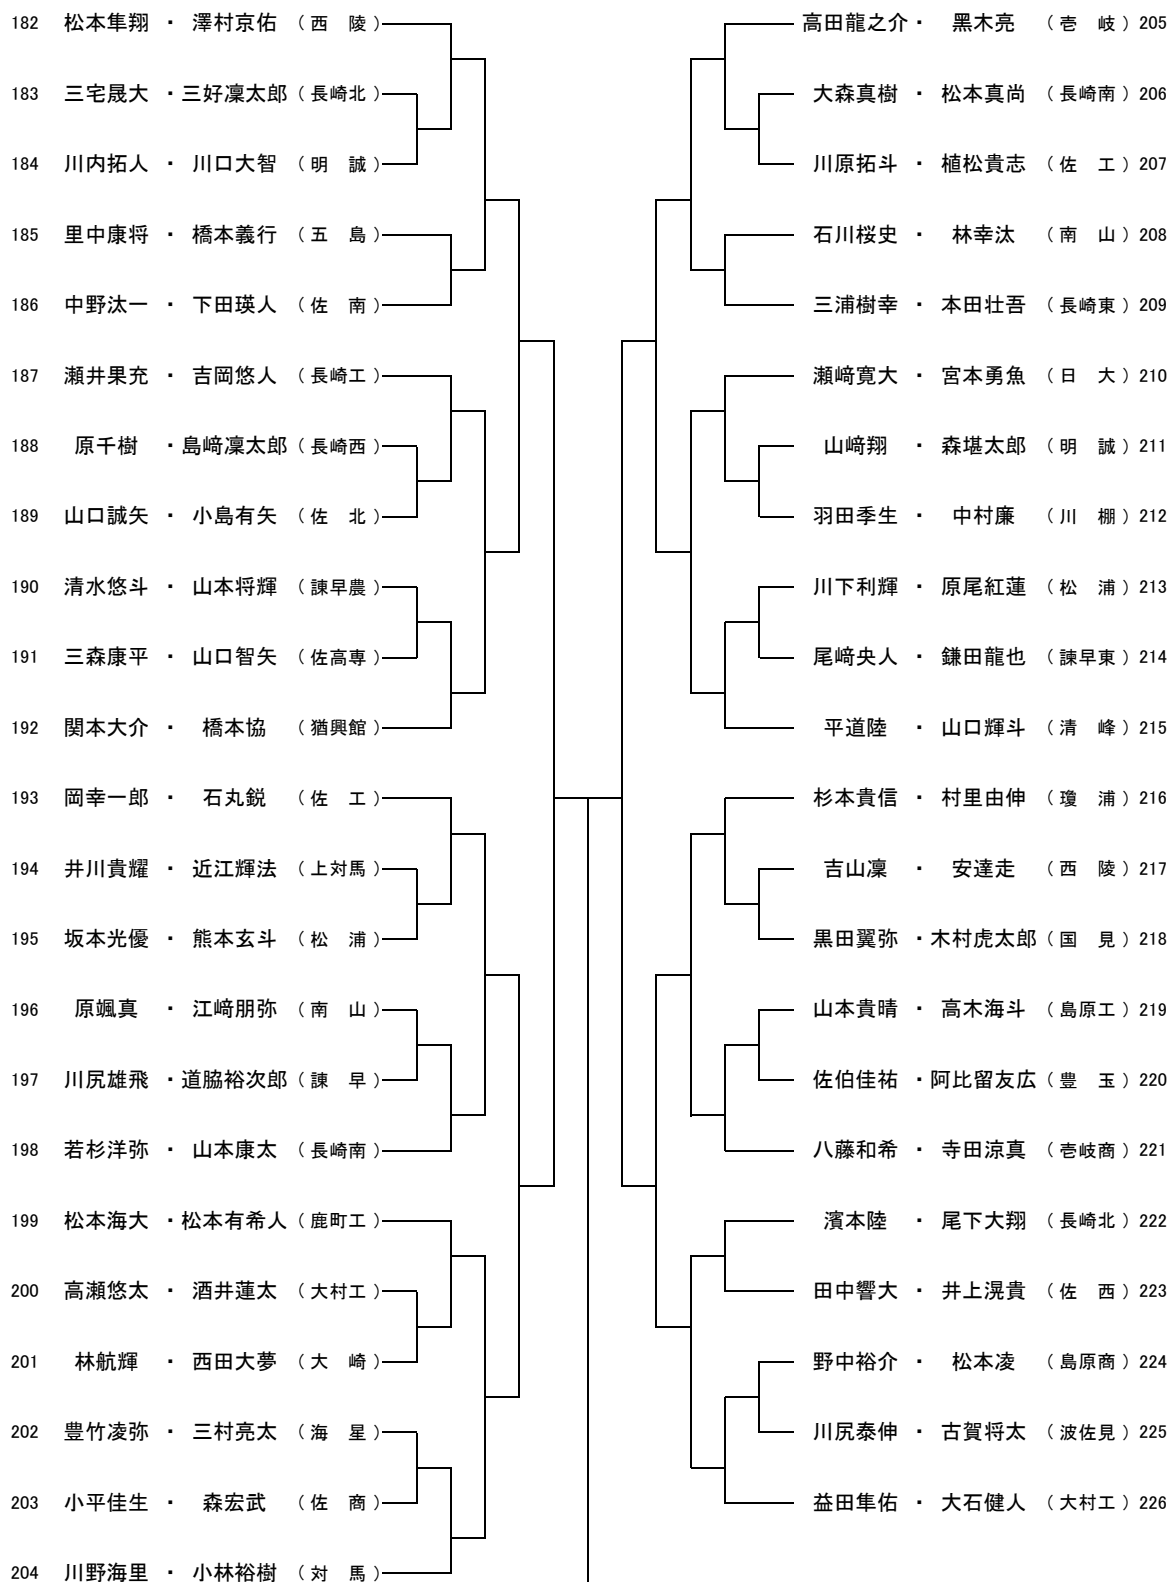 182 松本隼翔 ・ 澤村京佑 （ 西　陵 ）
183 三宅晟大 ・ 三好凜太郎 （ 長崎北 ）
184 川内拓人 ・ 川口大智 （ 明　誠 ）
185 里中康将 ・ 橋本義行 （ 五　島 ）
186 中野汰一 ・ 下田瑛人 （ 佐　南 ）
187 瀬井果充 ・ 吉岡悠人 （ 長崎工 ）
188 原千樹 ・ 島﨑凜太郎 （ 長崎西 ）
189 山口誠矢 ・ 小島有矢 （ 佐　北 ）
190 清水悠斗 ・ 山本将輝 （ 諫早農 ）
191 三森康平 ・ 山口智矢 （ 佐高専 ）
192 関本大介 ・ 橋本協 （ 猶興館 ）
193 岡幸一郎 ・ 石丸鋭 （ 佐　工 ）
194 井川貴耀 ・ 近江輝法 （ 上対馬 ）
195 坂本光優 ・ 熊本玄斗 （ 松　浦 ）
196 原颯真 ・ 江﨑朋弥 （ 南　山 ）
197 川尻雄飛 ・ 道脇裕次郎 （ 諫　早 ）
198 若杉洋弥 ・ 山本康太 （ 長崎南 ）
199 松本海大 ・ 松本有希人 （ 鹿町工 ）
200 高瀬悠太 ・ 酒井蓮太 （ 大村工 ）
201 林航輝 ・ 西田大夢 （ 大　崎 ）
202 豊竹凌弥 ・ 三村亮太 （ 海　星 ）
203 小平佳生 ・ 森宏武 （ 佐　商 ）
204 川野海里 ・ 小林裕樹 （ 対　馬 ）
高田龍之介 ・ 黑木亮 （ 壱　岐 ） 205
大森真樹 ・ 松本真尚 （ 長崎南 ） 206
川原拓斗 ・ 植松貴志 （ 佐　工 ） 207
石川桜史 ・ 林幸汰 （ 南　山 ） 208
三浦樹幸 ・ 本田壮吾 （ 長崎東 ） 209
瀬﨑寛大 ・ 宮本勇魚 （ 日　大 ） 210
山﨑翔 ・ 森堪太郎 （ 明　誠 ） 211
羽田季生 ・ 中村廉 （ 川　棚 ） 212
川下利輝 ・ 原尾紅蓮 （ 松　浦 ） 213
尾﨑央人 ・ 鎌田龍也 （ 諫早東 ） 214
平道陸 ・ 山口輝斗 （ 清　峰 ） 215
杉本貴信 ・ 村里由伸 （ 瓊　浦 ） 216
吉山凜 ・ 安達走 （ 西　陵 ） 217
黒田翼弥 ・ 木村虎太郎 （ 国　見 ） 218
山本貴晴 ・ 高木海斗 （ 島原工 ） 219
佐伯佳祐 ・ 阿比留友広 （ 豊　玉 ） 220
八藤和希 ・ 寺田涼真 （ 壱岐商 ） 221
濱本陸 ・ 尾下大翔 （ 長崎北 ） 222
田中響大 ・ 井上滉貴 （ 佐　西 ） 223
野中裕介 ・ 松本凌 （ 島原商 ） 224
川尻泰伸 ・ 古賀将太 （ 波佐見 ） 225
益田隼佑 ・ 大石健人 （ 大村工 ） 226